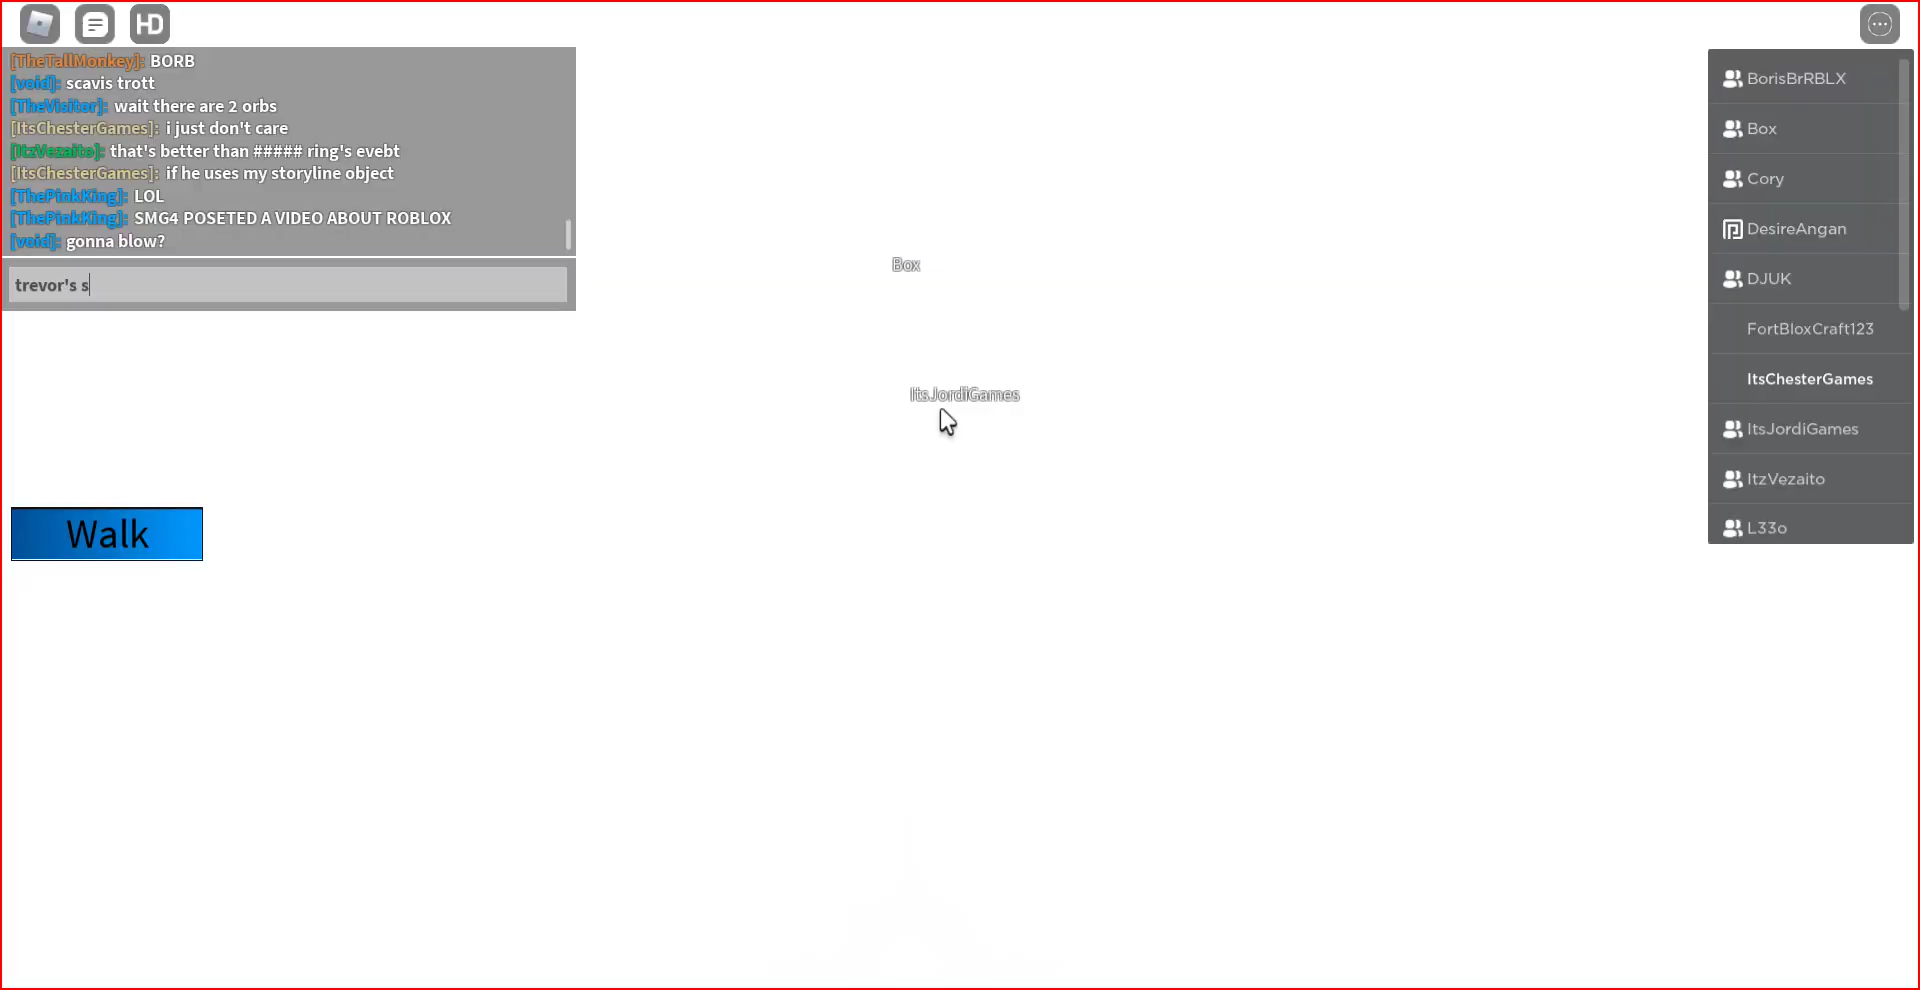 HD
[TheTallMonkey]: BORB
[void]: scavis trott
[TheVisitor]: wait there are 2 orbs
[ItsChesterGames]: i just don't care
[ItzVezaito]: that's better than ##### ring's evebt
[ItsChesterGames]: if he uses my storyline object
[ThePinkKing]: LOL
[ThePinkKing]: SMG4 POSETED A VIDEO ABOUT ROBLOX
[void]: gonna blow?
trevor's s
Box
ItsJordiGames
Walk
BorisBrRBLX
Box
Cory
DesireAngan
DJUK
FortBloxCraft123
ItsChesterGames
ItsJordiGames
ItzVezaito
L33o